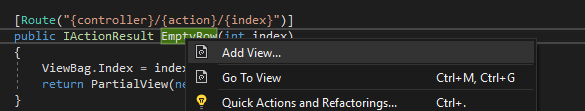 [Route("{controller}/{action}/{index}")]
public IActionResult EmptyRow(int index)
{
Add View...
ViewBag.Index = index
Go To View Ctrl+M, Ctrl+G
return PartialView(ne
Quick Actions and Refactorings... Ctrl+.
}